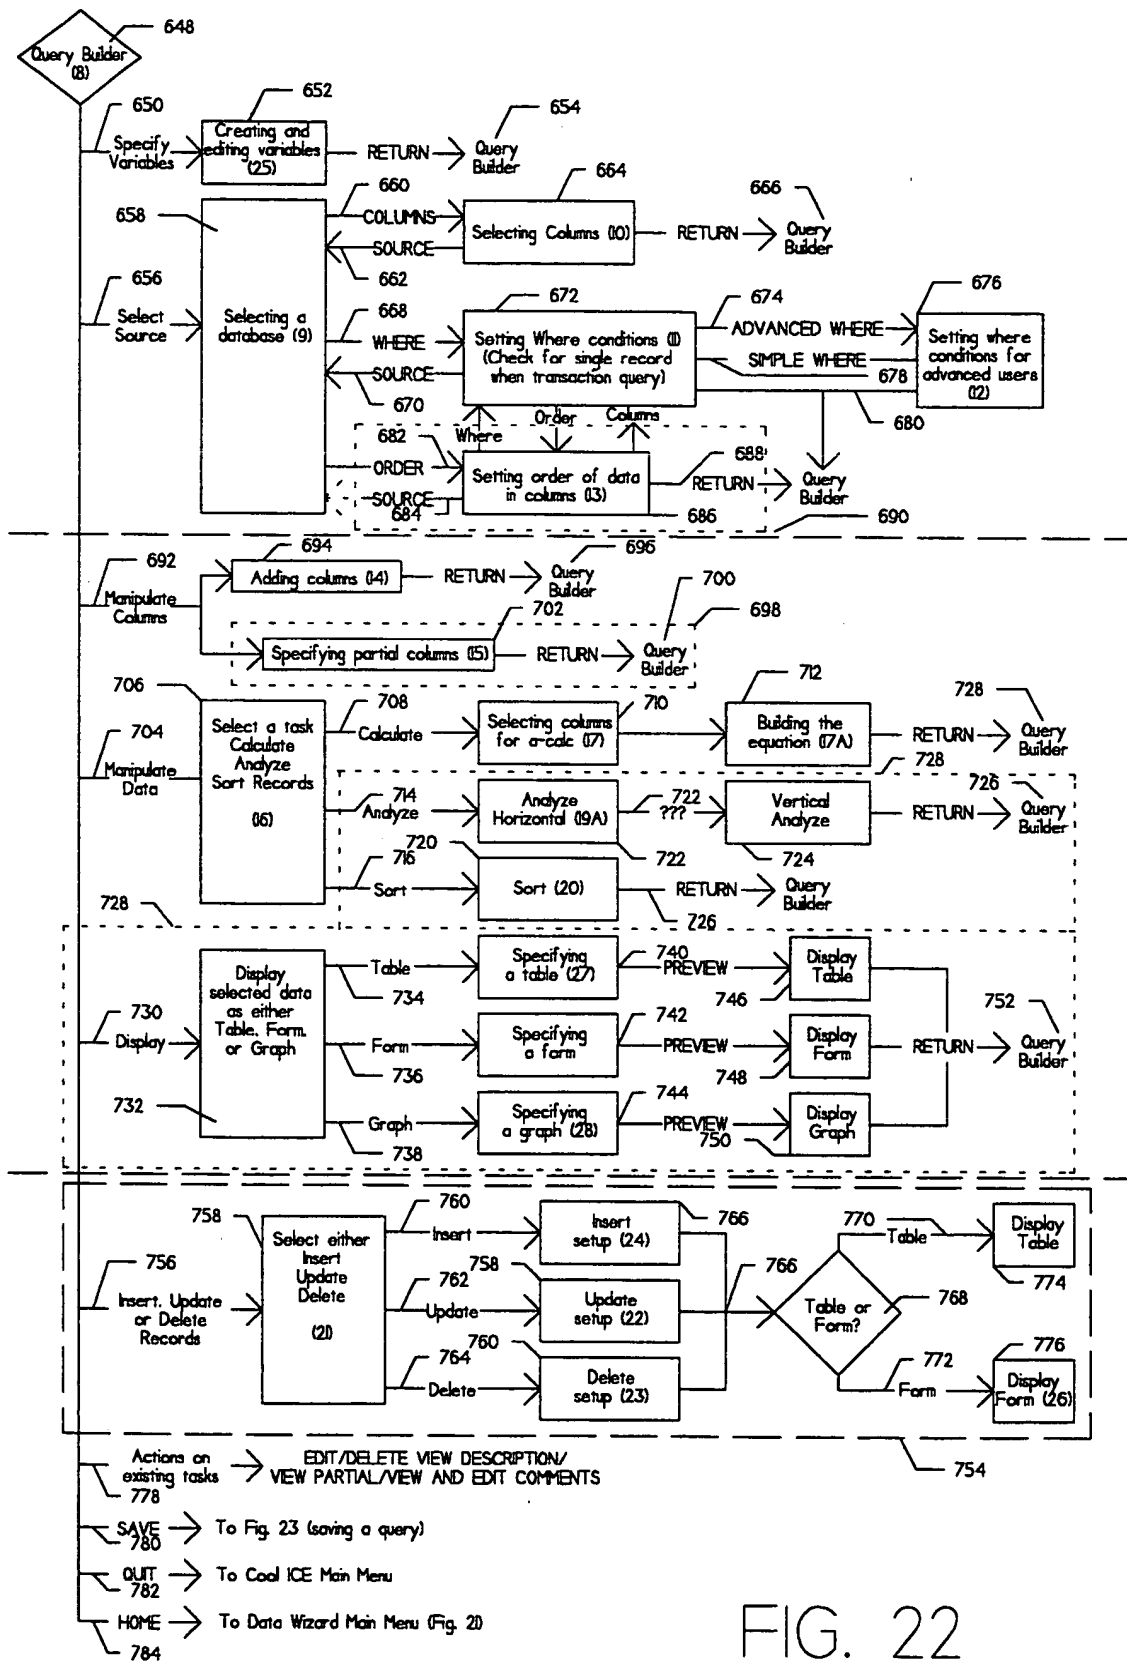 648
Query Builder
(8)
650
652
654
Specify
Variables
Creating and
editing variables
(25)
RETURN
Query
Builder
658
660
COLUMNS
664
666
Selecting Columns (10)
RETURN
Query
Builder
SOURCE
662
656
Select
Source
Selecting a
database (9)
668
WHERE
672
674
676
Setting Where conditions (11)
(Check for single record
when transaction query)
ADVANCED WHERE
SIMPLE WHERE
Setting where
conditions for
advanced users
(12)
SOURCE
670
678
680
682
Where
Order
Columns
ORDER
Setting order of data
in columns (13)
688
RETURN
Query
Builder
SOURCE
684
686
690
692
694
696
Manipulate
Columns
Adding columns (14)
RETURN
Query
Builder
700
702
698
Specifying partial columns (15)
RETURN
Query
Builder
706
708
710
712
728
704
Manipulate
Data
Select a task
Calculate
Analyze
Sort Records
(16)
Calculate
Selecting columns
for a-calc (17)
Building the
equation (17A)
RETURN
Query
Builder
728
714
Analyze
Analyze
Horizontal (19A)
722
???
Vertical
Analyze
RETURN
726
Query
Builder
720
722
724
716
Sort
Sort (20)
RETURN
Query
Builder
726
728
730
Display
Display
selected data
as either
Table, Form,
or Graph
732
Table
734
Specifying
a table (27)
740
PREVIEW
746
Display
Table
Form
736
Specifying
a form
742
PREVIEW
748
Display
Form
RETURN
752
Query
Builder
Graph
738
Specifying
a graph (28)
744
PREVIEW
750
Display
Graph
756
Insert, Update
or Delete
Records
758
Select either
Insert
Update
Delete
(21)
760
Insert
Insert
setup (24)
766
762
Update
758
Update
setup (22)
766
764
Delete
760
Delete
setup (23)
Table or
Form?
768
770
Table
Display
Table
774
772
Form
776
Display
Form (26)
754
Actions on
existing tasks
778
EDIT/DELETE VIEW DESCRIPTION/
VIEW PARTIAL/VIEW AND EDIT COMMENTS
SAVE
780
To Fig. 23 (saving a query)
QUIT
782
To Cool ICE Main Menu
HOME
784
To Data Wizard Main Menu (Fig. 21)
FIG. 22